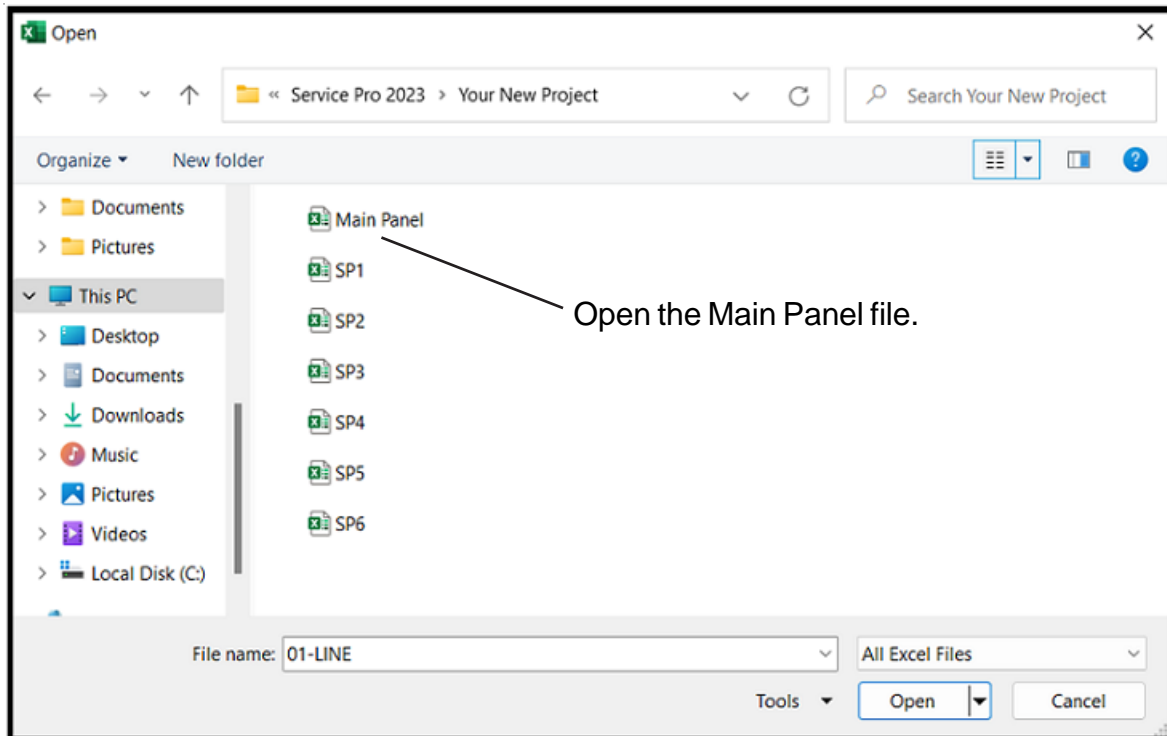 Open
« Service Pro 2023 > Your New Project
Search Your New Project
Organize
New folder
Documents
Pictures
This PC
Desktop
Documents
Downloads
Music
Pictures
Videos
Local Disk (C:)
Main Panel
SP1
SP2
SP3
SP4
SP5
SP6
Open the Main Panel file.
File name: 01-LINE
All Excel Files
Tools
Open
Cancel